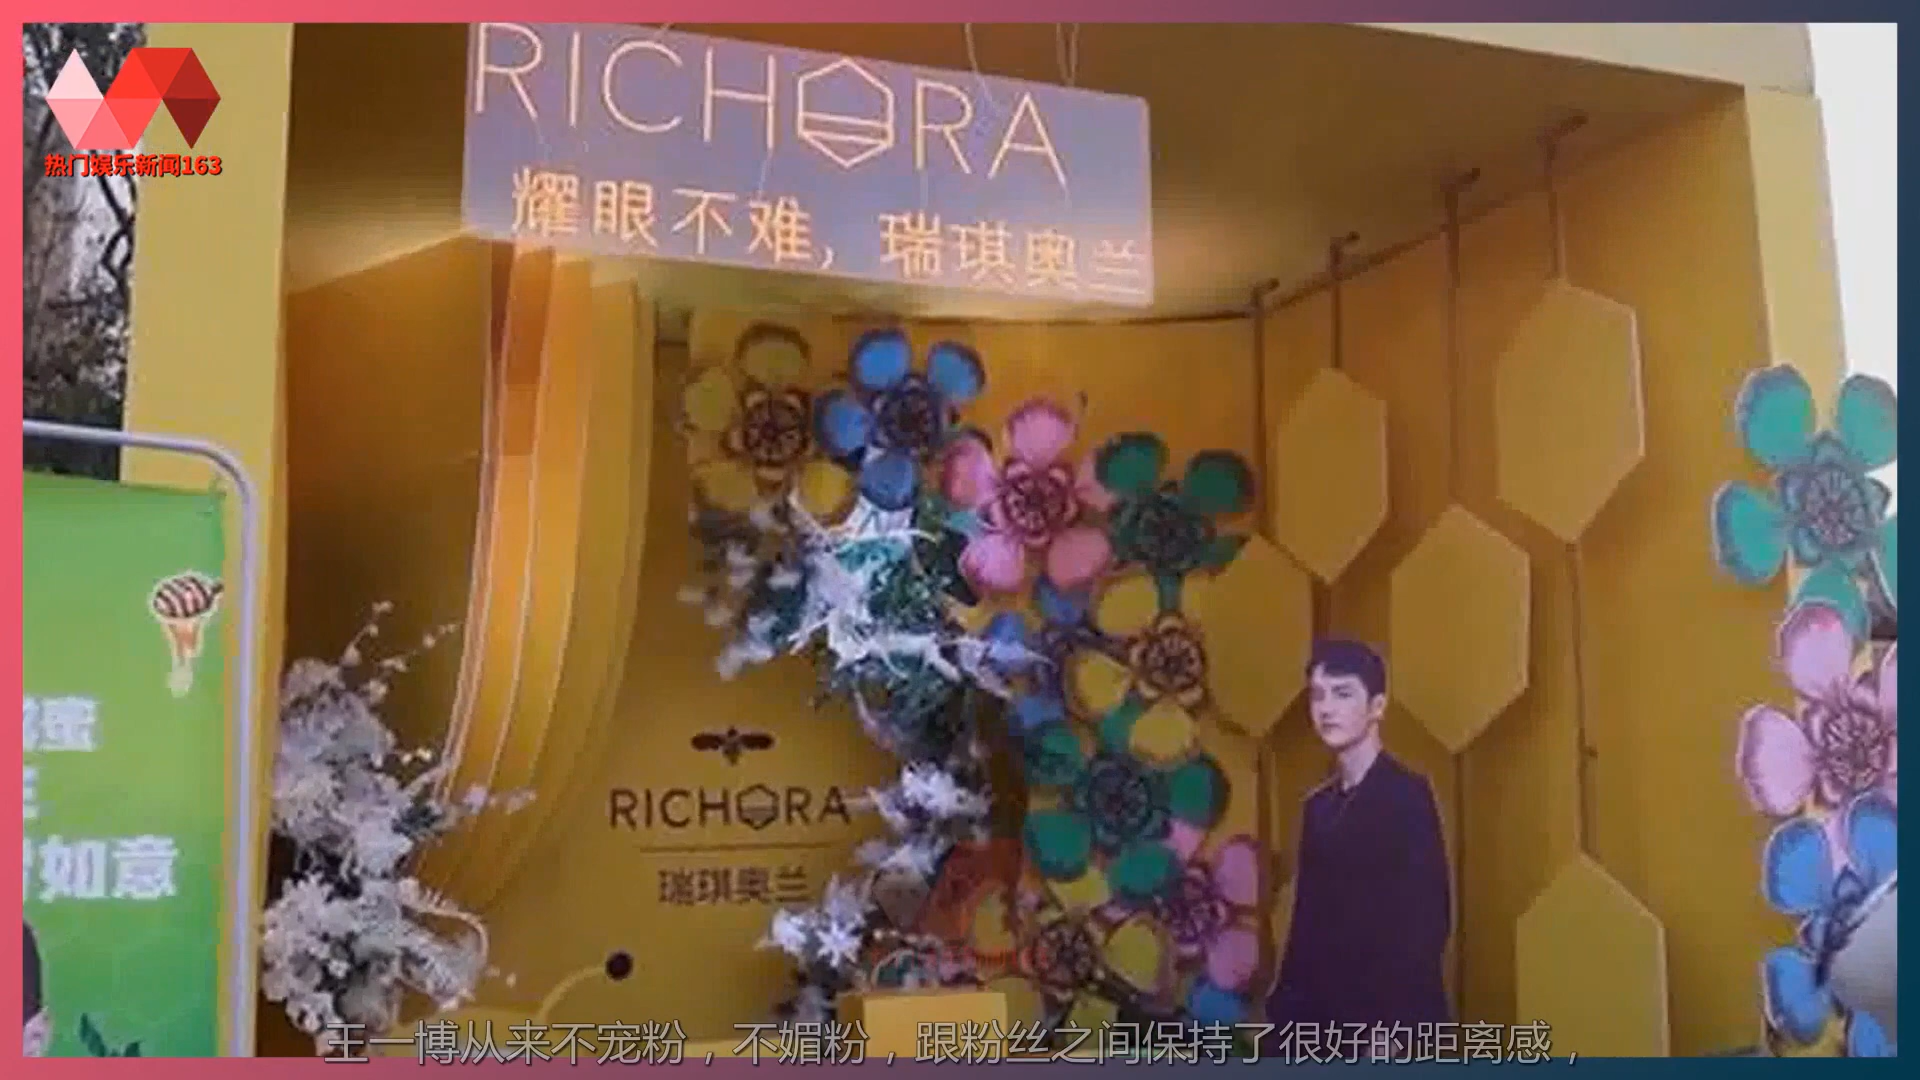 RICHORA
热门娱乐新闻163
耀眼不难，瑞琪奥兰
RICHORA
瑞琪奥兰
如意
王一博从来不宠粉，不媚粉，跟粉丝之间保持了很好的距离感，